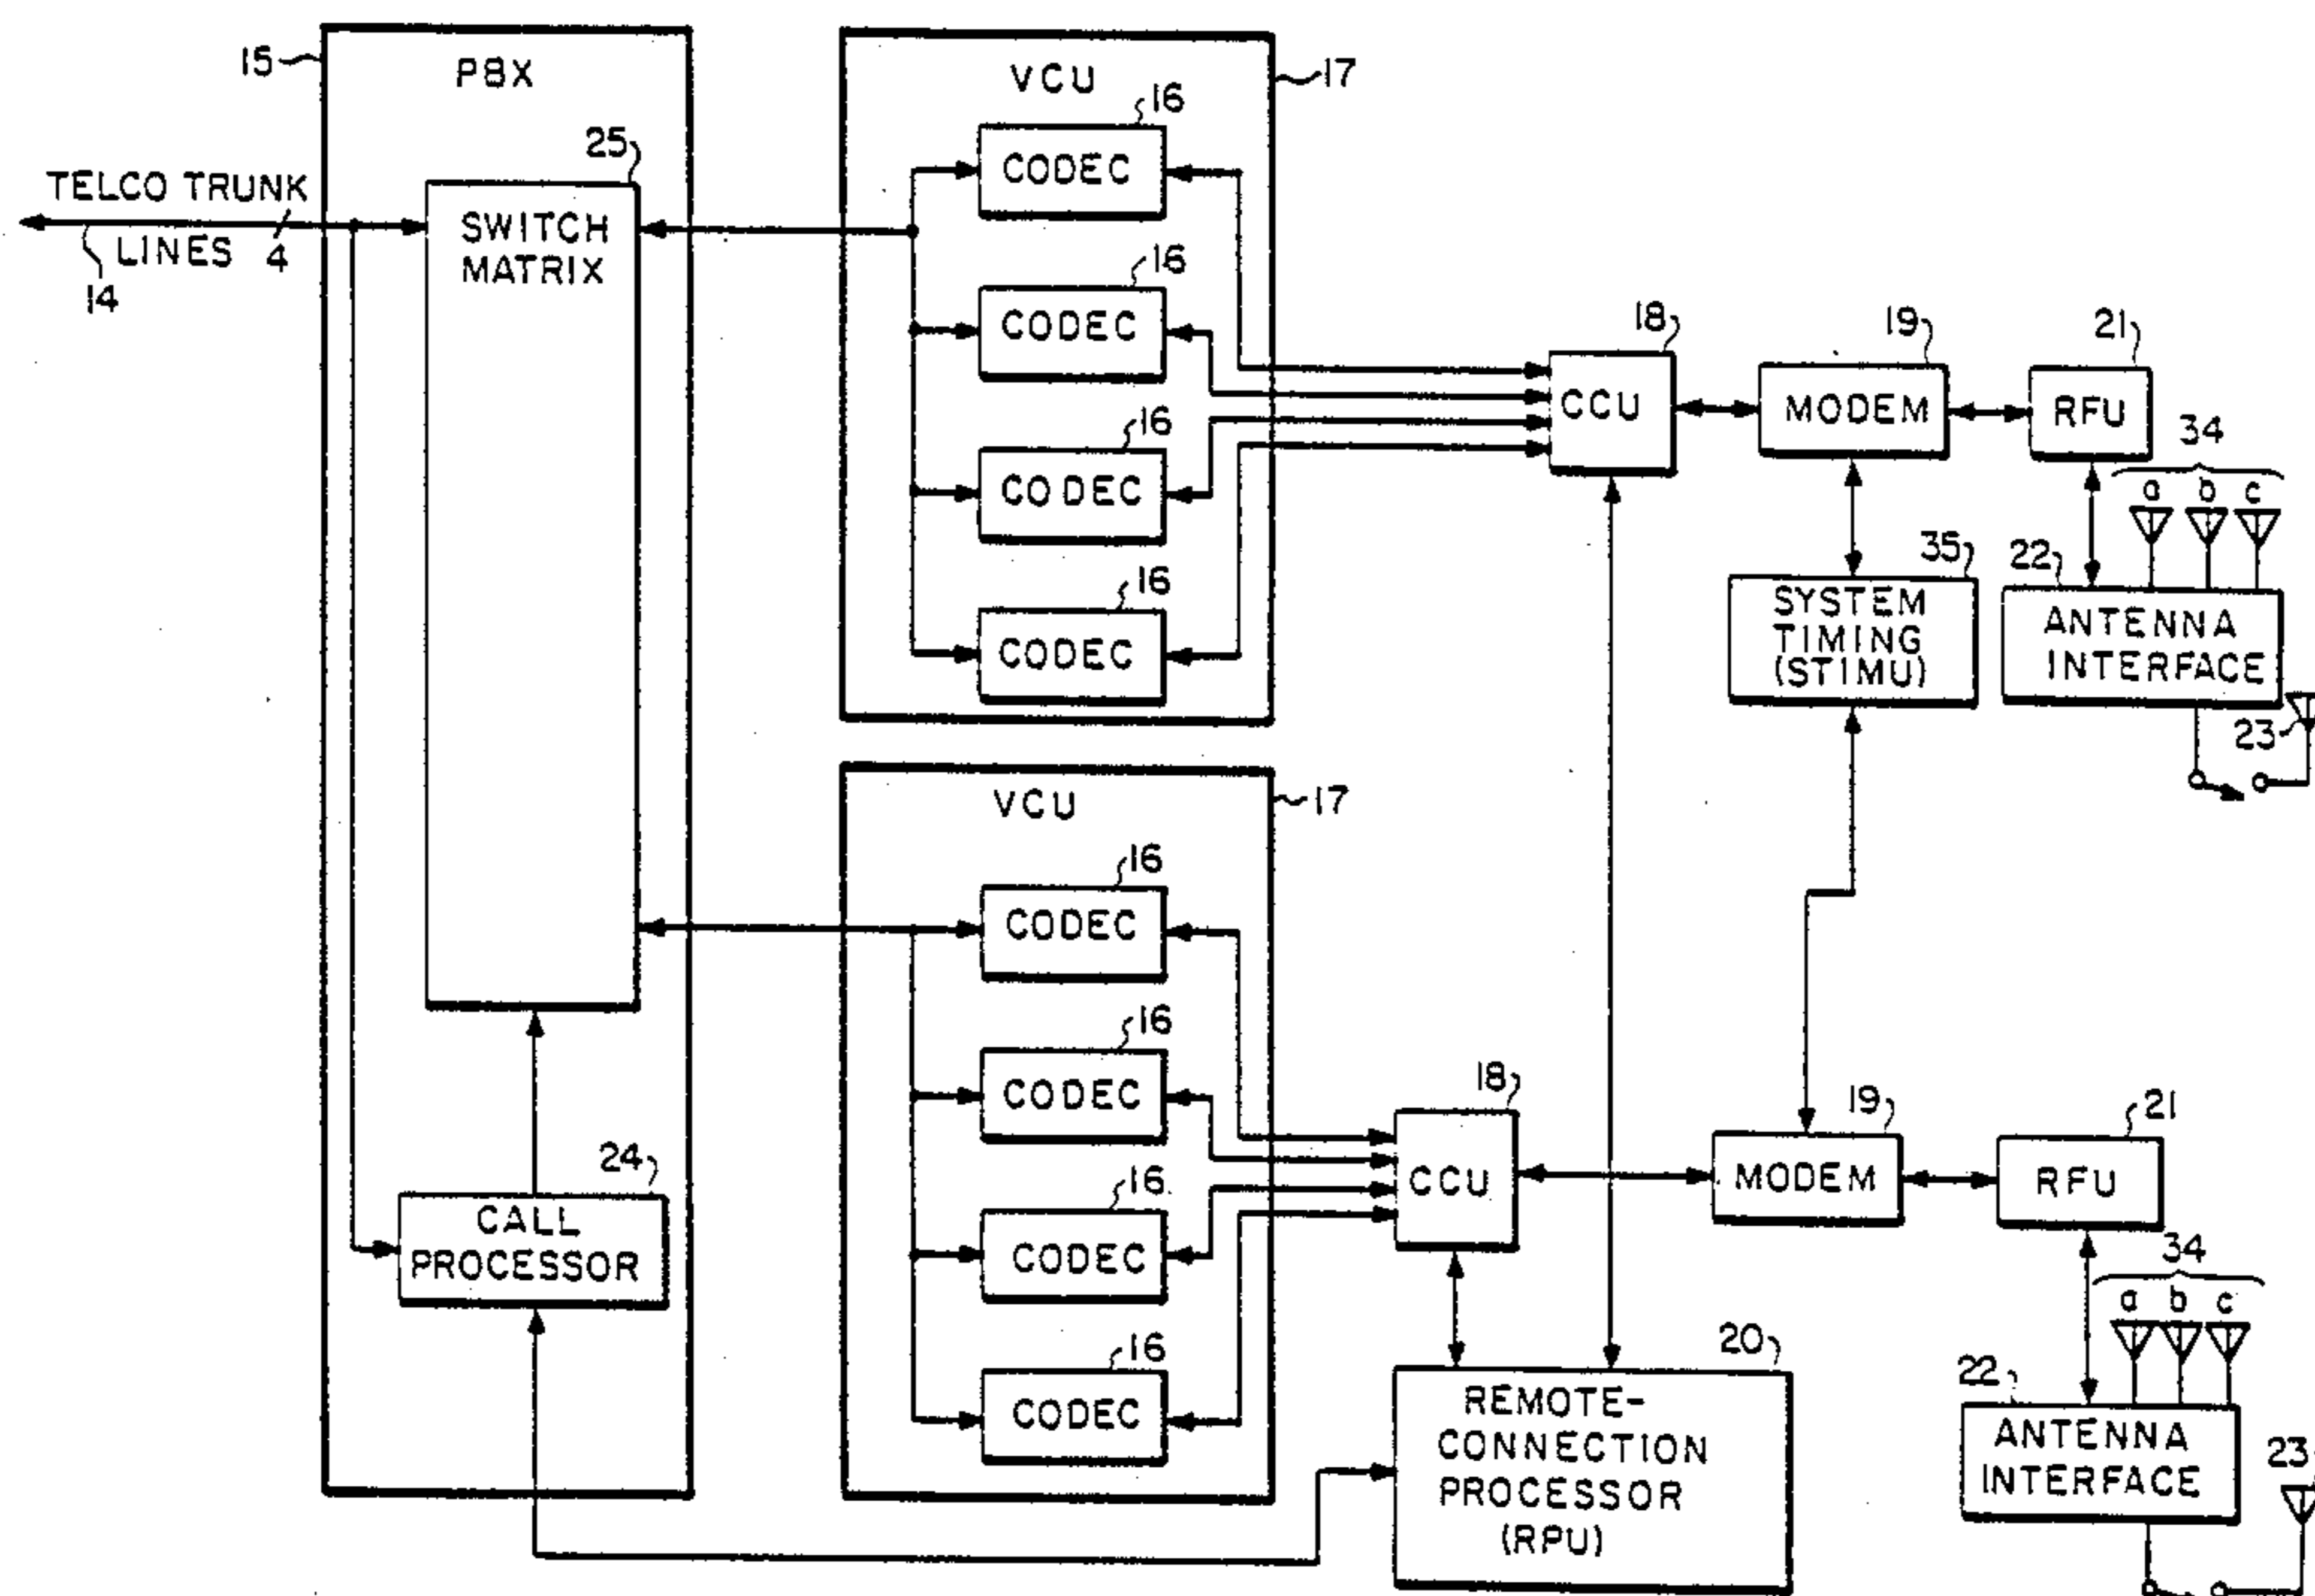 15
PBX
VCU
17
16
CODEC
25
TELCO TRUNK
LINES 4
14
SWITCH
MATRIX
16
CODEC
16
CODEC
16
CODEC
18
CCU
19
MODEM
21
RFU
34
a b c
35
SYSTEM
TIMING
(STIMU)
22
ANTENNA
INTERFACE
23
VCU
17
16
CODEC
16
CODEC
16
CODEC
16
CODEC
24
CALL
PROCESSOR
18
CCU
19
MODEM
21
RFU
34
a b c
20
REMOTE-
CONNECTION
PROCESSOR
(RPU)
22
ANTENNA
INTERFACE
23